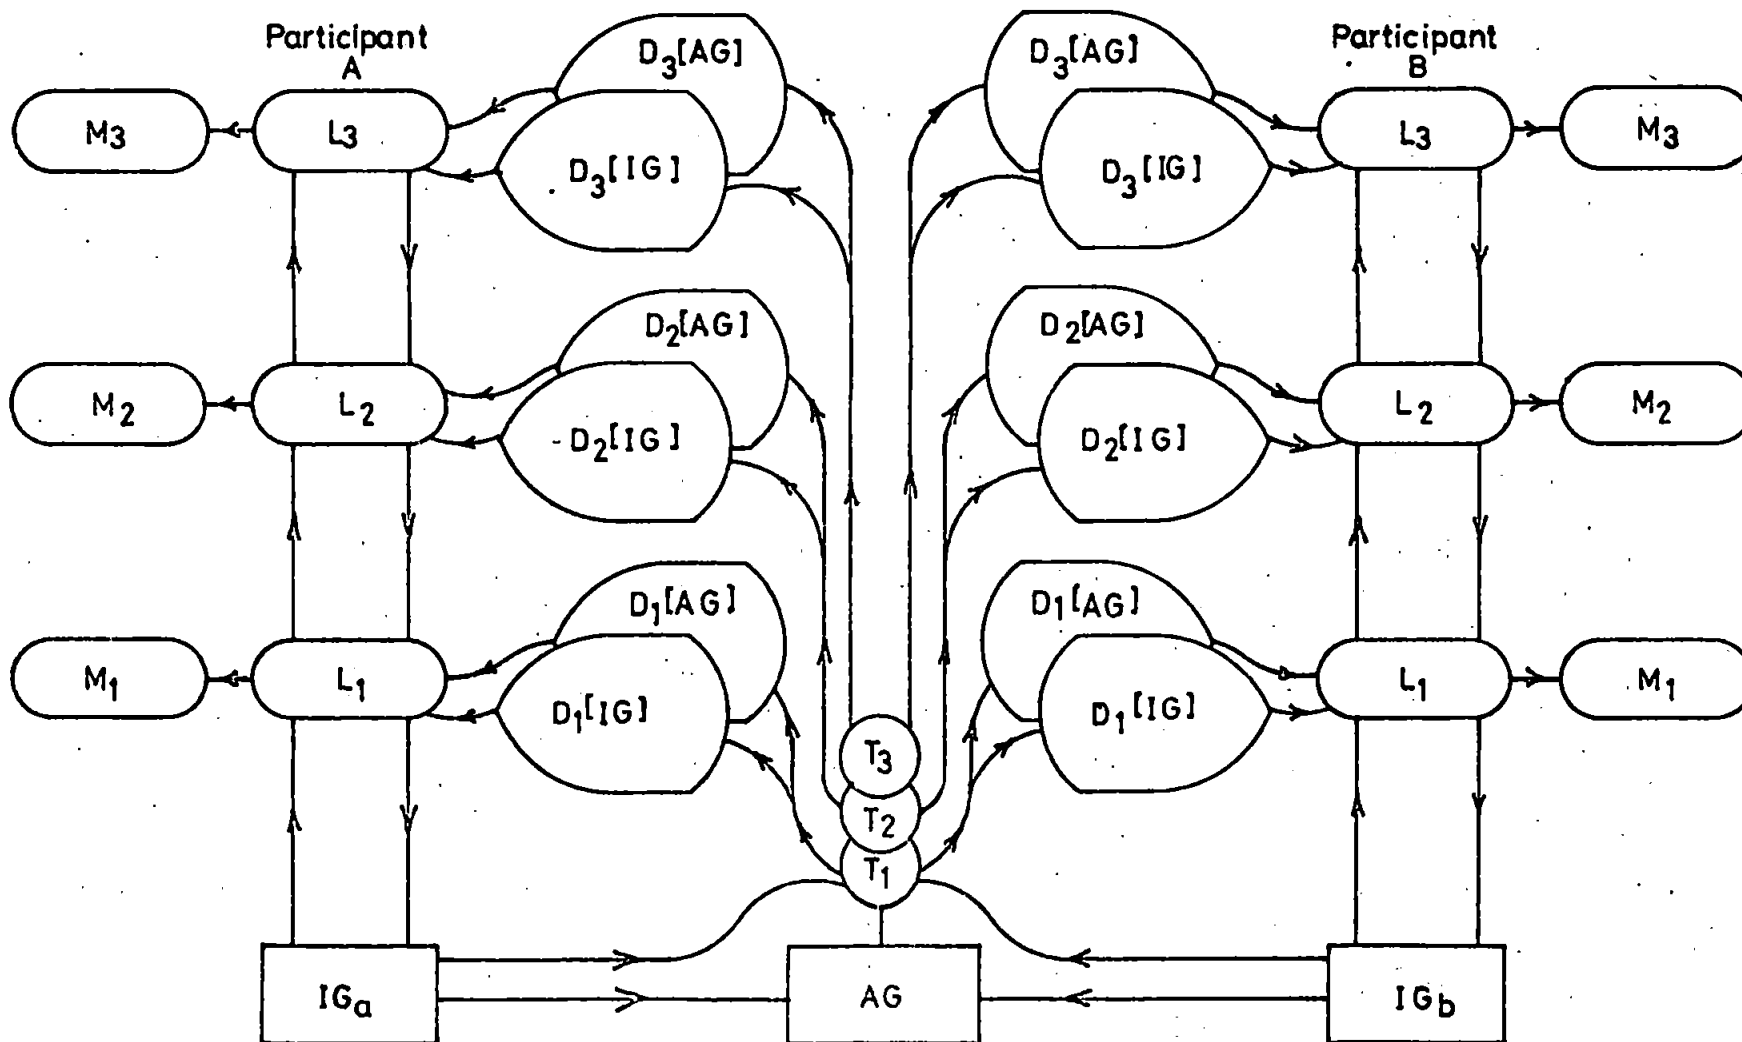 Participant
A
Participant
B
D3[AG]
D3[AG]
M3
L3
D3[IG]
D3[IG]
L3
M3
D2[AG]
D2[AG]
M2
L2
D2[IG]
D2[IG]
L2
M2
D1[AG]
D1[AG]
M1
L1
D1[IG]
D1[IG]
L1
M1
T3
T2
T1
IGa
AG
IGb